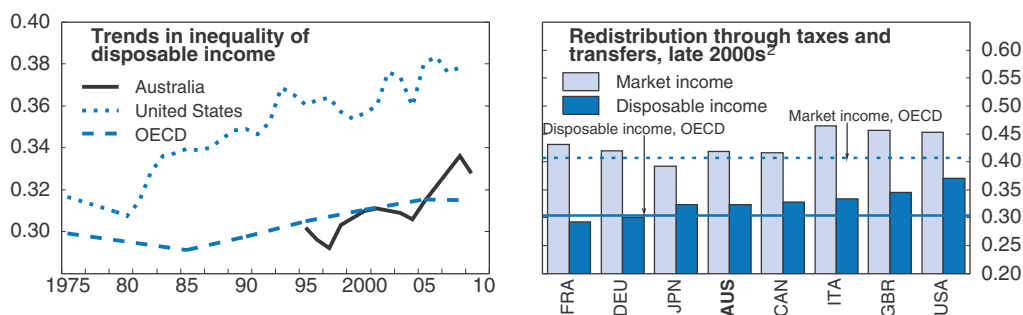 Trends in inequality of
disposable income
Australia
United States
OECD
0.40
0.38
0.36
0.34
0.32
0.30
1975 80 85 90 95 2000 05 10
Redistribution through taxes and
transfers, late 2000s²
Market income
Disposable income
Disposable income, OECD
Market income, OECD
0.60
0.55
0.50
0.45
0.40
0.35
0.30
0.25
0.20
FRA DEU JPN AUS CAN ITA GBR USA